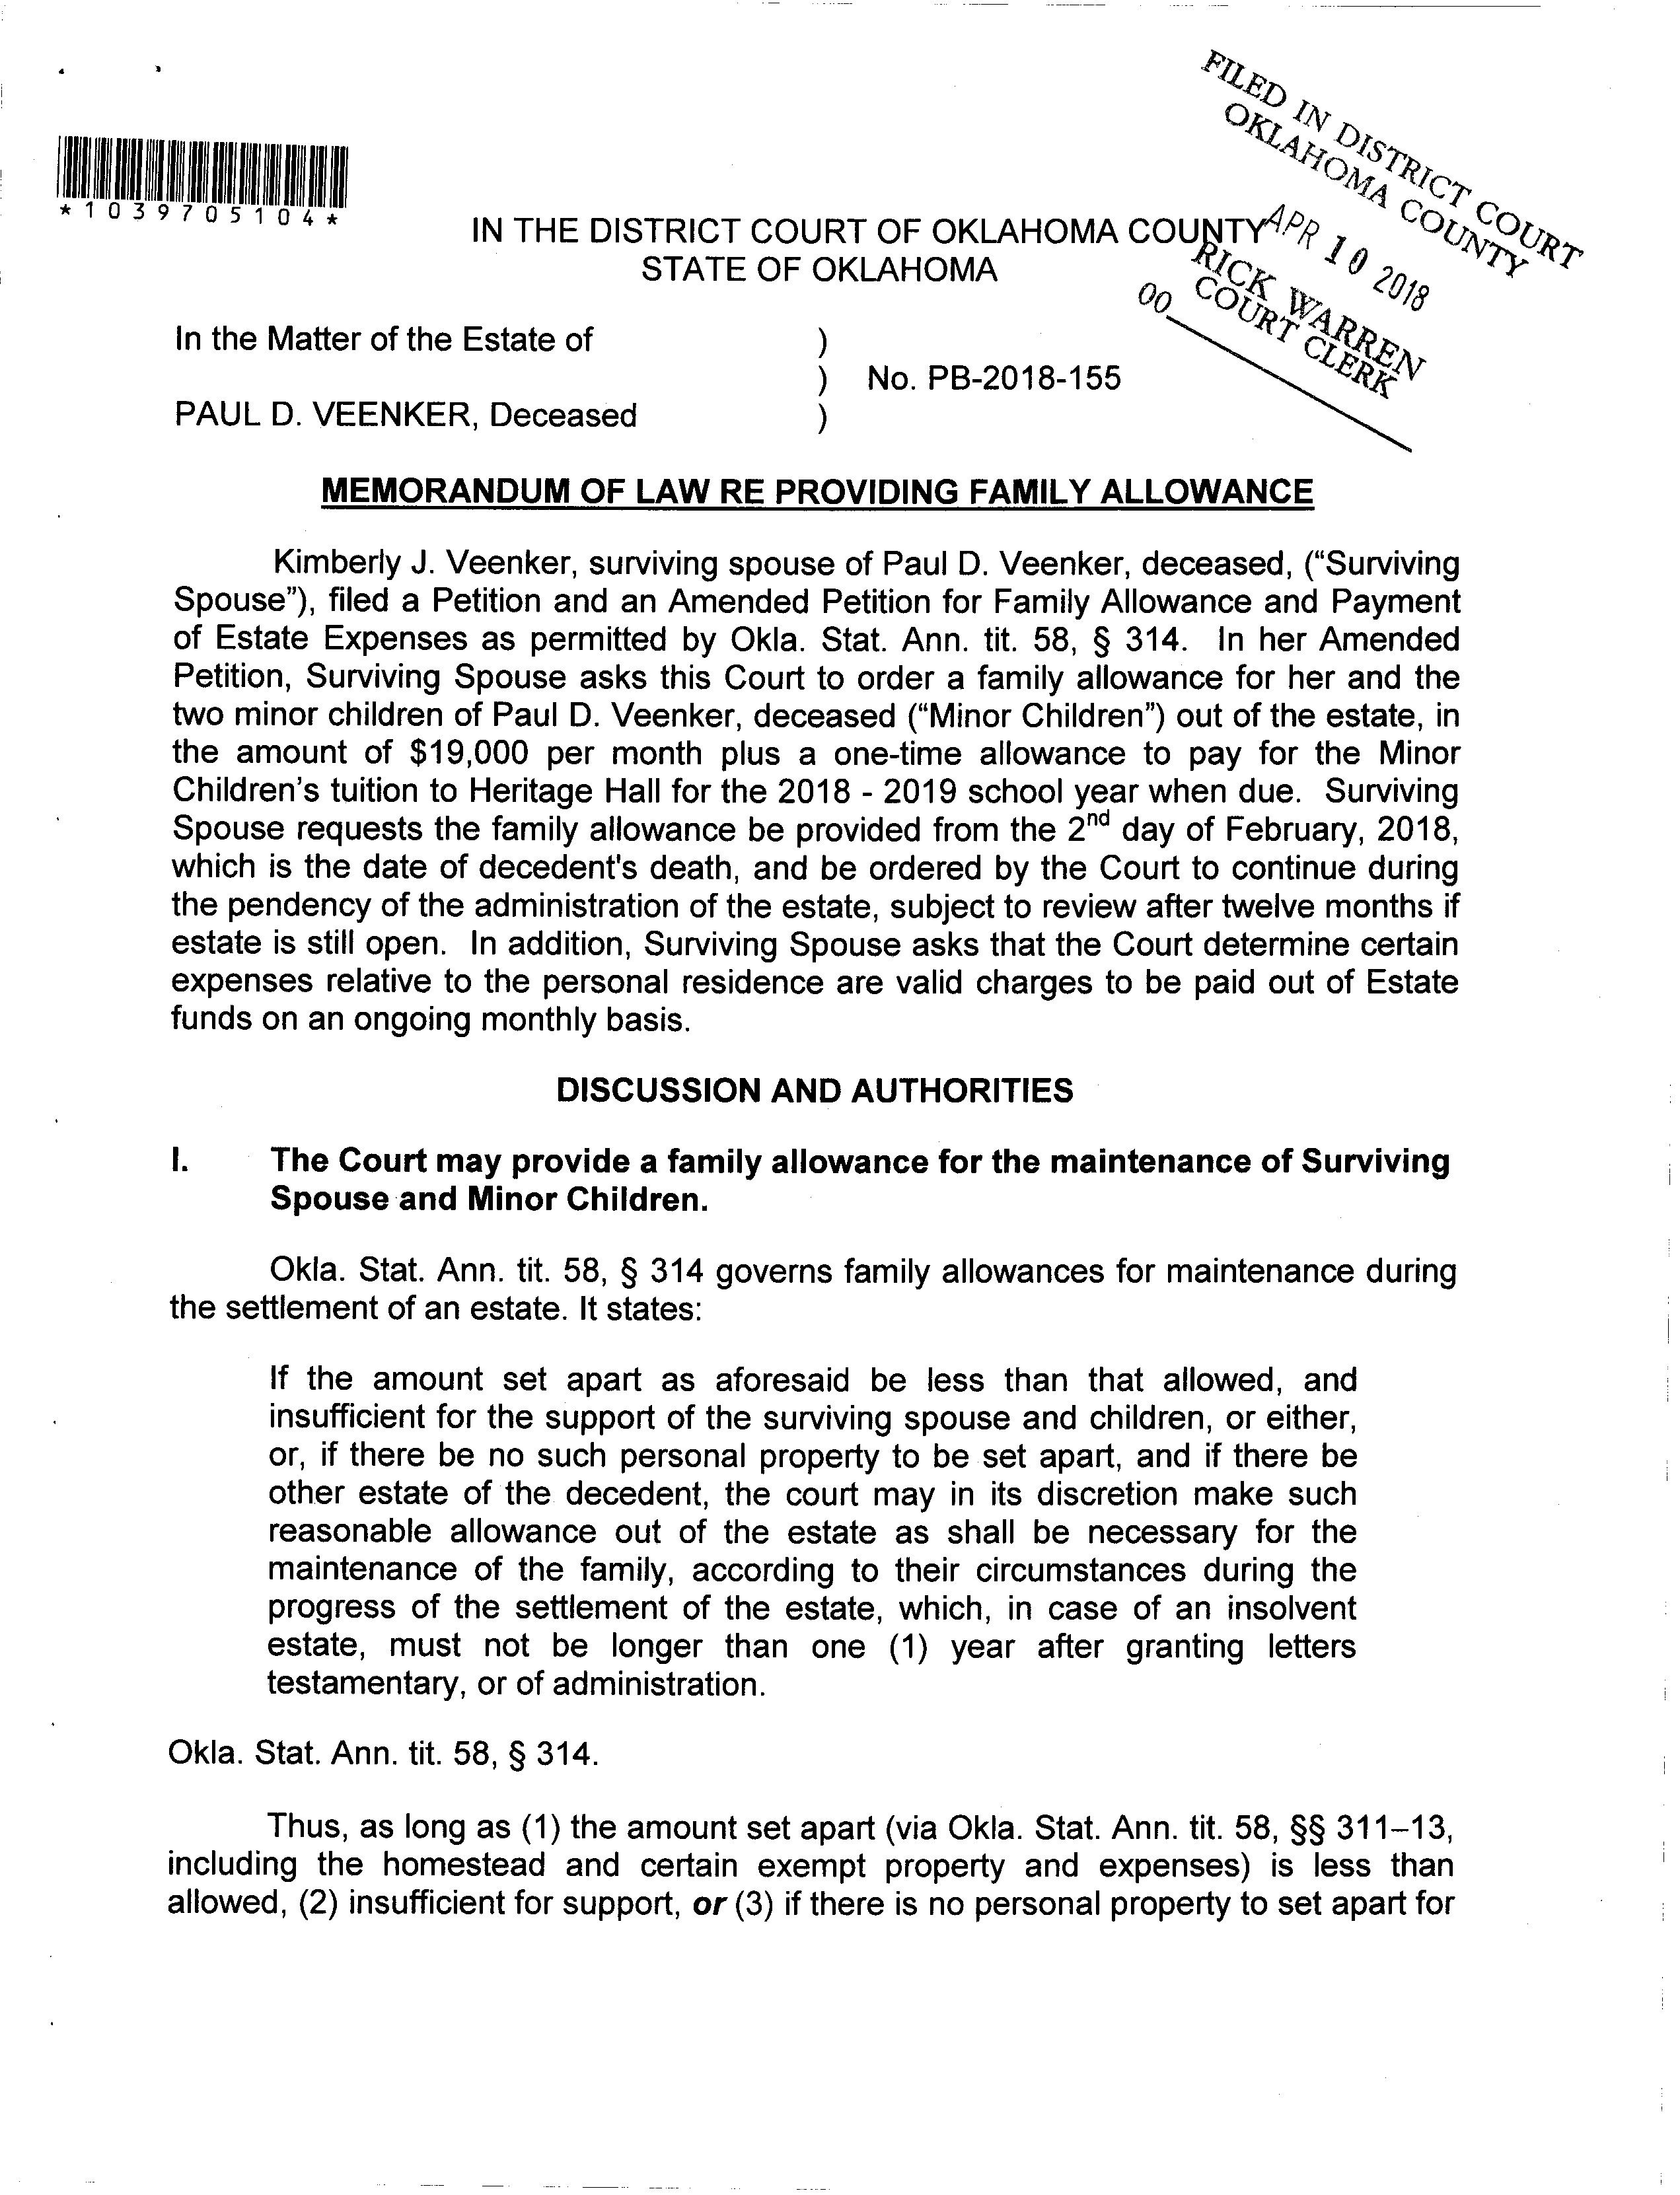 FILED IN DISTRICT COURT
OKLAHOMA COUNTY
APR 10 2018
RICK WARREN
COURT CLERK
00
*1039705104*
IN THE DISTRICT COURT OF OKLAHOMA COUNTY
STATE OF OKLAHOMA
In the Matter of the Estate of )
) No. PB-2018-155
PAUL D. VEENKER, Deceased )
MEMORANDUM OF LAW RE PROVIDING FAMILY ALLOWANCE
Kimberly J. Veenker, surviving spouse of Paul D. Veenker, deceased, (“Surviving
Spouse”), filed a Petition and an Amended Petition for Family Allowance and Payment
of Estate Expenses as permitted by Okla. Stat. Ann. tit. 58, § 314. In her Amended
Petition, Surviving Spouse asks this Court to order a family allowance for her and the
two minor children of Paul D. Veenker, deceased (“Minor Children”) out of the estate, in
the amount of $19,000 per month plus a one-time allowance to pay for the Minor
Children’s tuition to Heritage Hall for the 2018 - 2019 school year when due. Surviving
Spouse requests the family allowance be provided from the 2nd day of February, 2018,
which is the date of decedent's death, and be ordered by the Court to continue during
the pendency of the administration of the estate, subject to review after twelve months if
estate is still open. In addition, Surviving Spouse asks that the Court determine certain
expenses relative to the personal residence are valid charges to be paid out of Estate
funds on an ongoing monthly basis.
DISCUSSION AND AUTHORITIES
I. The Court may provide a family allowance for the maintenance of Surviving
Spouse and Minor Children.
Okla. Stat. Ann. tit. 58, § 314 governs family allowances for maintenance during
the settlement of an estate. It states:
If the amount set apart as aforesaid be less than that allowed, and
insufficient for the support of the surviving spouse and children, or either,
or, if there be no such personal property to be set apart, and if there be
other estate of the decedent, the court may in its discretion make such
reasonable allowance out of the estate as shall be necessary for the
maintenance of the family, according to their circumstances during the
progress of the settlement of the estate, which, in case of an insolvent
estate, must not be longer than one (1) year after granting letters
testamentary, or of administration.
Okla. Stat. Ann. tit. 58, § 314.
Thus, as long as (1) the amount set apart (via Okla. Stat. Ann. tit. 58, §§ 311–13,
including the homestead and certain exempt property and expenses) is less than
allowed, (2) insufficient for support, or (3) if there is no personal property to set apart for